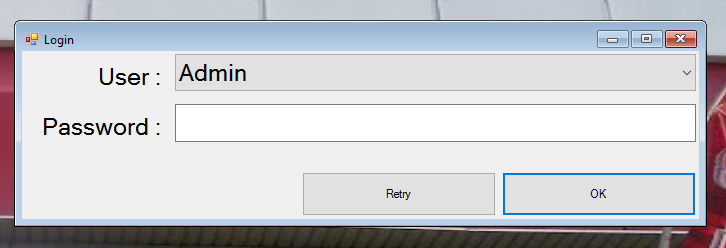 Login
User :
Admin
Password :
Retry
OK